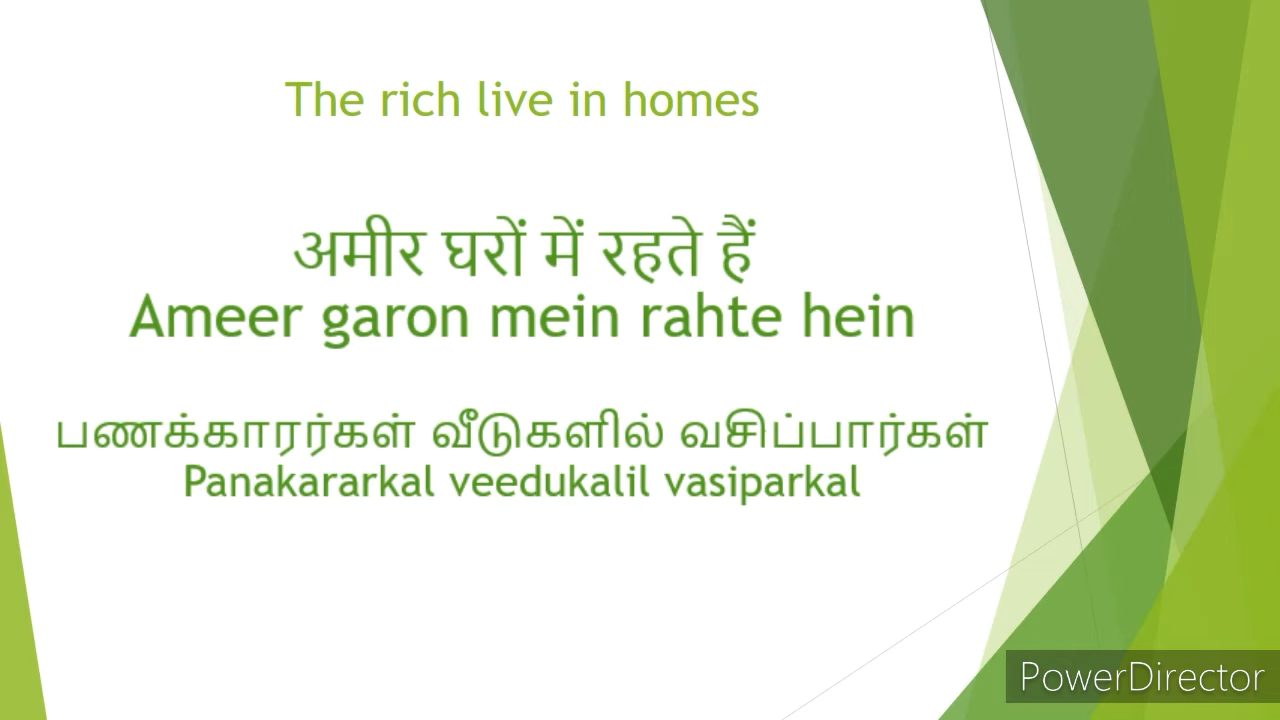 The rich live in homes
अमीर घरों में रहते हैं
Ameer garon mein rahte hein
பணக்காரர்கள் வீடுகளில் வசிப்பார்கள்
Panakararkal veedukalil vasiparkal
PowerDirector